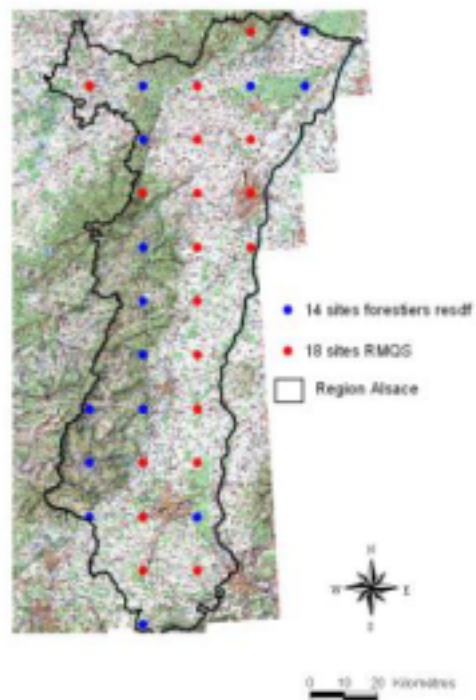 14 sites forestiers resdf
18 sites RMQS
Region Alsace
N
W E
S
0 10 20 Kilometres